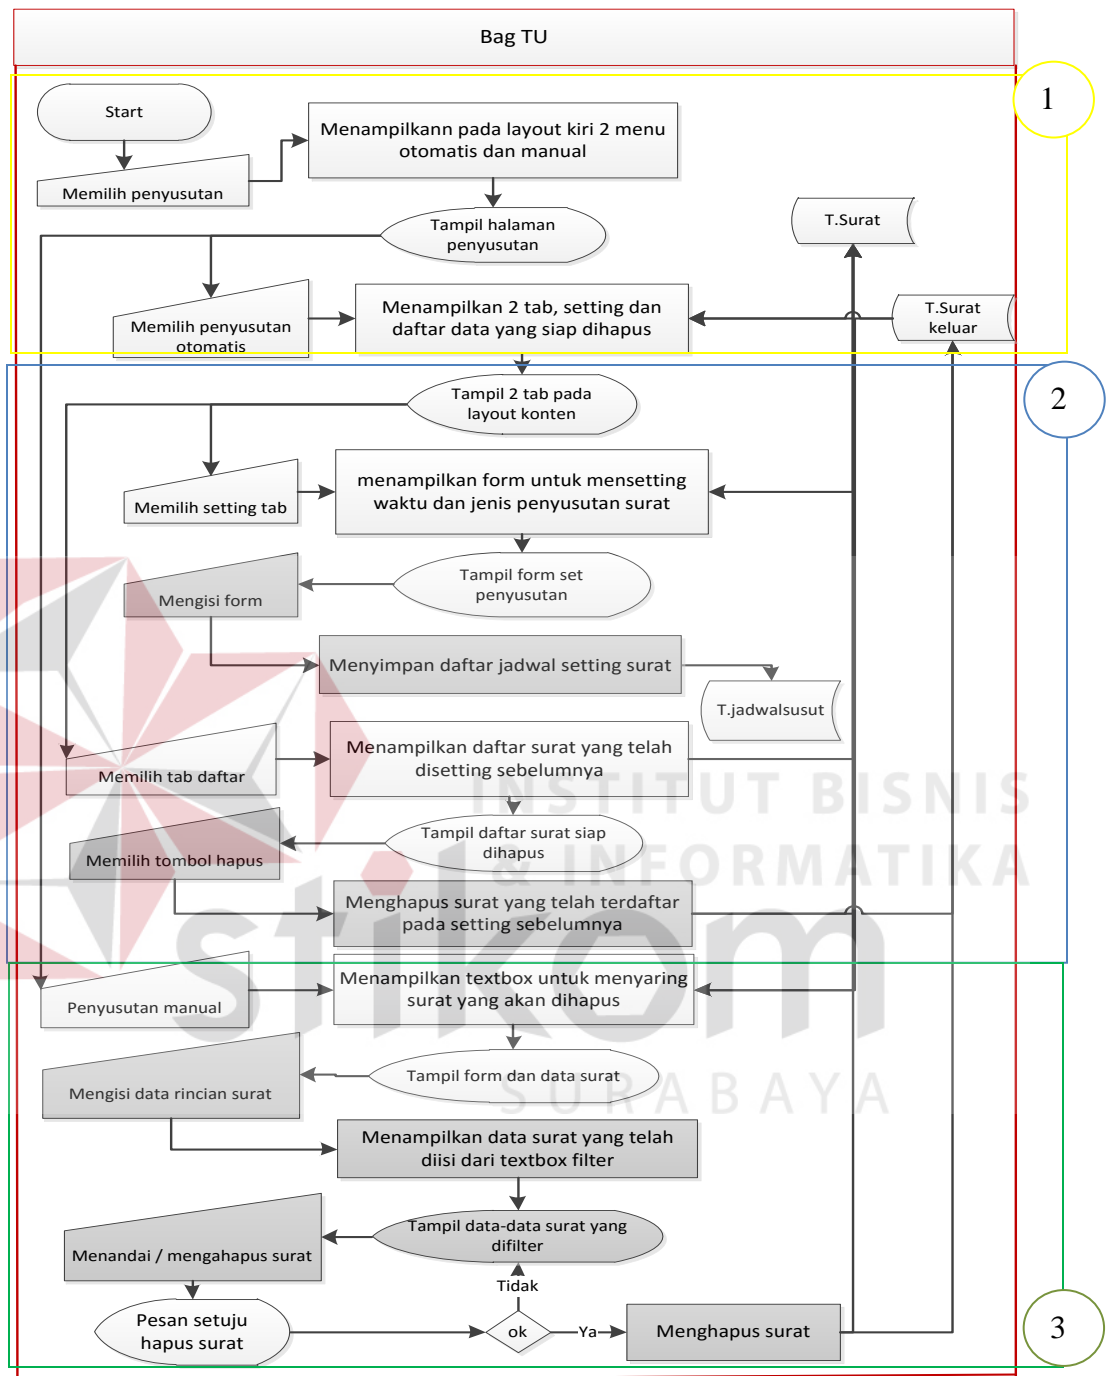 Bag TU
1
Start
Menampilkann pada layout kiri 2 menu
otomatis dan manual
Memilih penyusutan
Tampil halaman
penyusutan
T.Surat
Memilih penyusutan
otomatis
Menampilkan 2 tab, setting dan
daftar data yang siap dihapus
T.Surat
keluar
2
Tampil 2 tab pada
layout konten
Memilih setting tab
menampilkan form untuk mensetting
waktu dan jenis penyusutan surat
Tampil form set
penyusutan
Mengisi form
Menyimpan daftar jadwal setting surat
T.jadwalsusut
Memilih tab daftar
Menampilkan daftar surat yang telah
disetting sebelumnya
INSTITUT BISNIS
& INFORMATIKA
Tampil daftar surat siap
dihapus
Memilih tombol hapus
Menghapus surat yang telah terdaftar
pada setting sebelumnya
stikom
SURABAYA
Penyusutan manual
Menampilkan textbox untuk menyaring
surat yang akan dihapus
Tampil form dan data surat
Mengisi data rincian surat
Menampilkan data surat yang telah
diisi dari textbox filter
Tampil data-data surat yang
difilter
Menandai / mengahapus surat
Tidak
Pesan setuju
hapus surat
ok
Ya
Menghapus surat
3